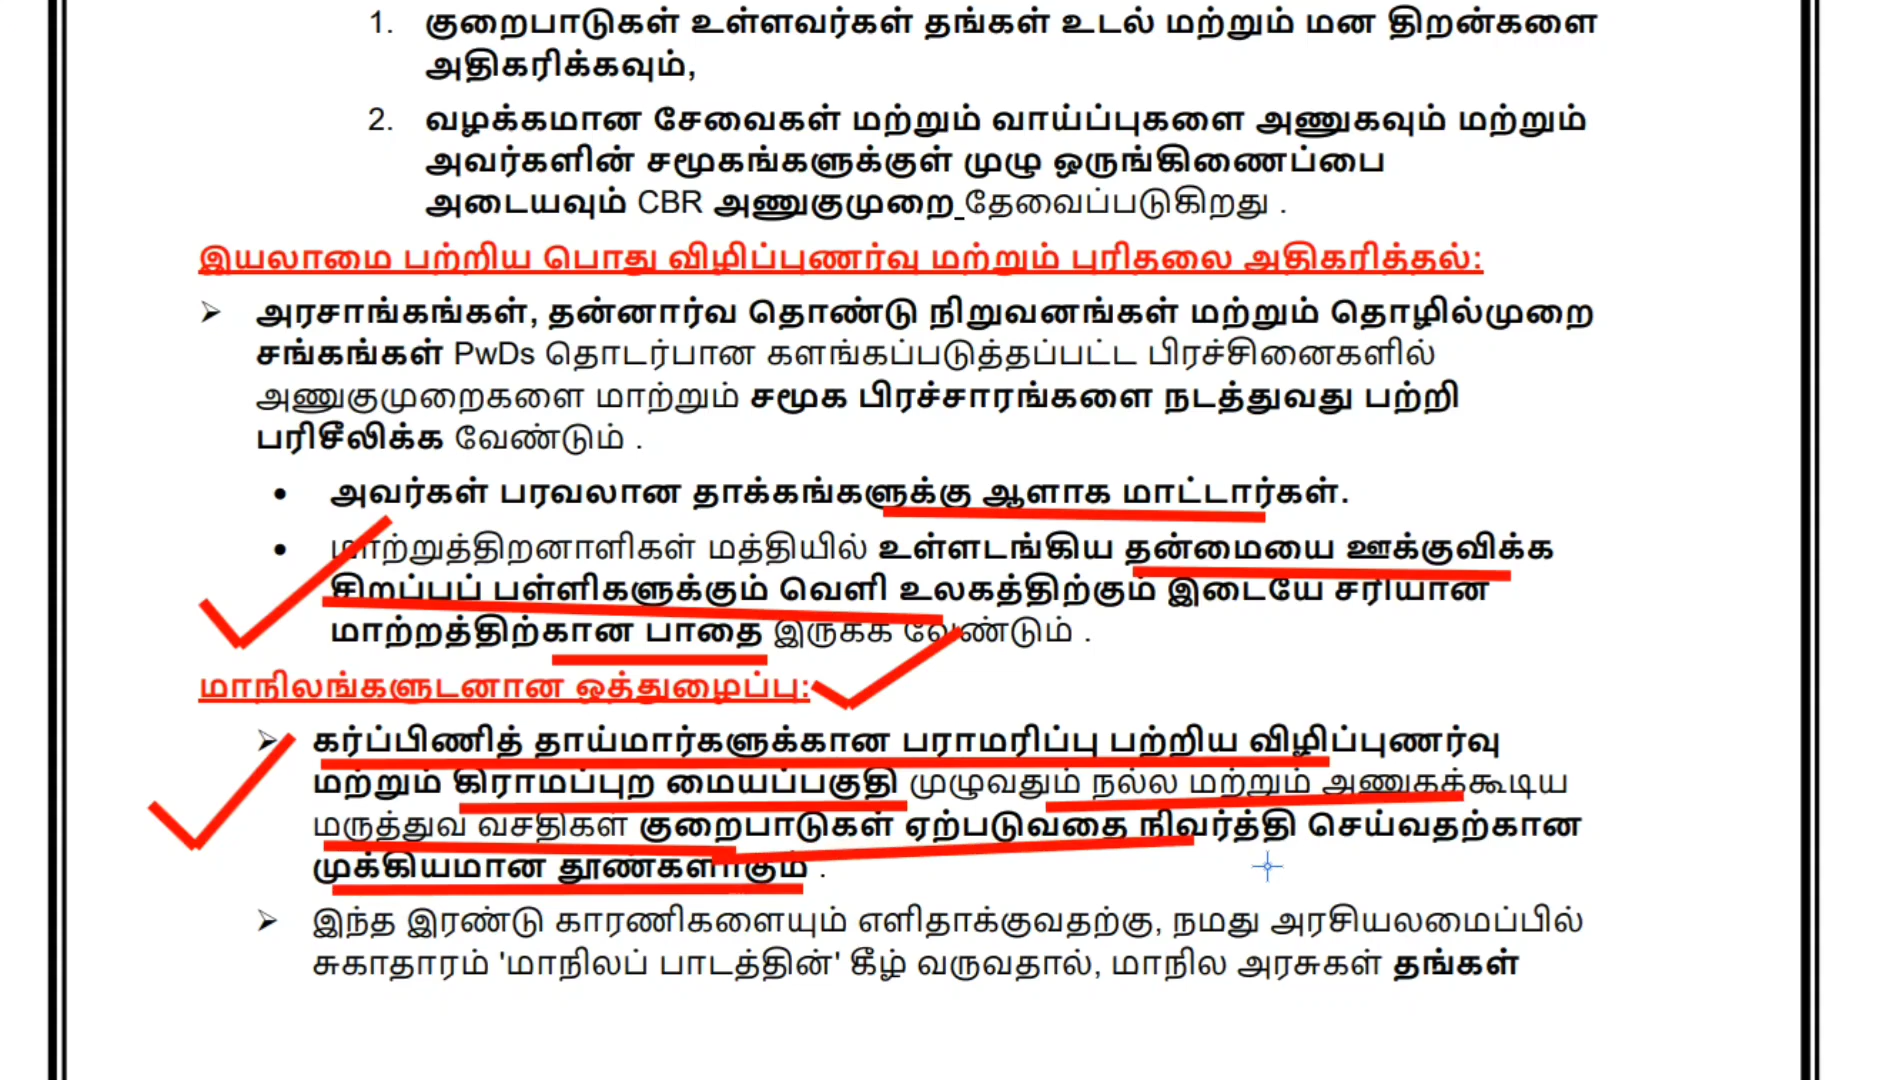 1. குறைபாடுகள் உள்ளவர்கள் தங்கள் உடல் மற்றும் மன திறன்களை
அதிகரிக்கவும்,
2. வழக்கமான சேவைகள் மற்றும் வாய்ப்புகளை அணுகவும் மற்றும்
அவர்களின் சமூகங்களுக்குள் முழு ஒருங்கிணைப்பை
அடையவும் CBR அணுகுமுறை தேவைப்படுகிறது .
இயலாமை பற்றிய பொது விழிப்புணர்வு மற்றும் புரிதலை அதிகரித்தல்:
➢ அரசாங்கங்கள், தன்னார்வ தொண்டு நிறுவனங்கள் மற்றும் தொழில்முறை
சங்கங்கள் PwDs தொடர்பான களங்கப்படுத்தப்பட்ட பிரச்சினைகளில்
அணுகுமுறைகளை மாற்றும் சமூக பிரச்சாரங்களை நடத்துவது பற்றி
பரிசீலிக்க வேண்டும் .
• அவர்கள் பரவலான தாக்கங்களுக்கு ஆளாக மாட்டார்கள்.
• மாற்றுத்திறனாளிகள் மத்தியில் உள்ளடங்கிய தன்மையை ஊக்குவிக்க
சிறப்புப் பள்ளிகளுக்கும் வெளி உலகத்திற்கும் இடையே சரியான
மாற்றத்திற்கான பாதை இருக்க வேண்டும் .
மாநிலங்களுடனான ஒத்துழைப்பு:
➢ கர்ப்பிணித் தாய்மார்களுக்கான பராமரிப்பு பற்றிய விழிப்புணர்வு
மற்றும் கிராமப்புற மையப்பகுதி முழுவதும் நல்ல மற்றும் அணுகக்கூடிய
மருத்துவ வசதிகள் குறைபாடுகள் ஏற்படுவதை நிவர்த்தி செய்வதற்கான
முக்கியமான தூண்களாகும் .
➢ இந்த இரண்டு காரணிகளையும் எளிதாக்குவதற்கு, நமது அரசியலமைப்பில்
சுகாதாரம் 'மாநிலப் பாடத்தின்' கீழ் வருவதால், மாநில அரசுகள் தங்கள்